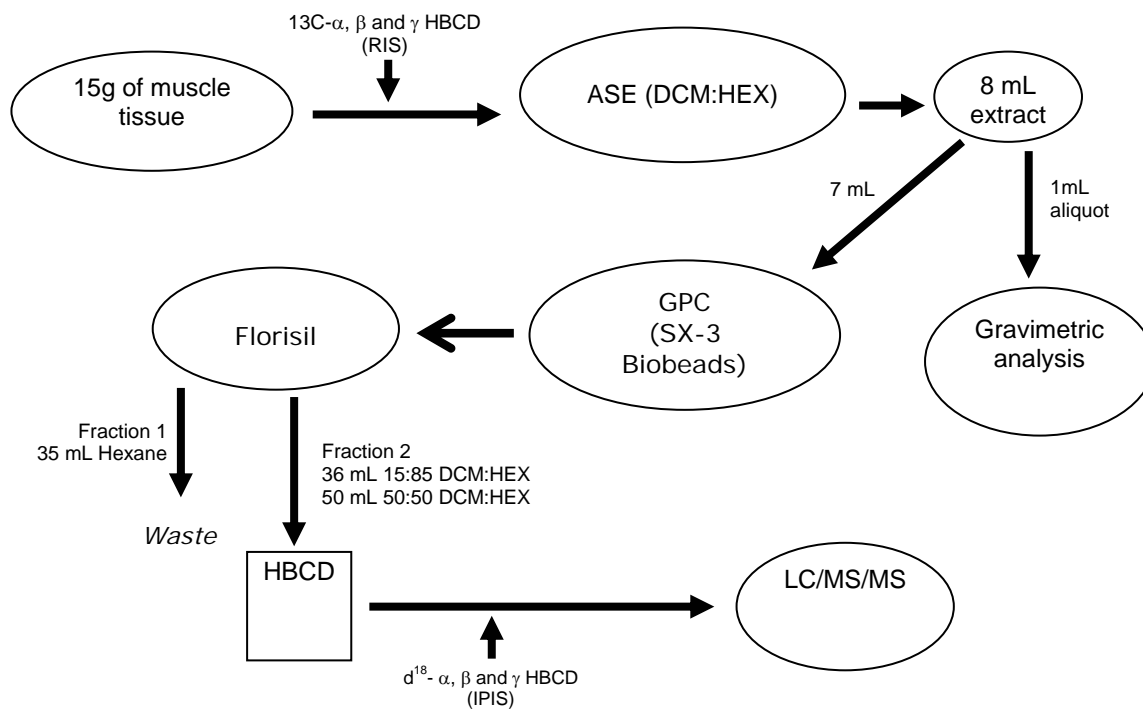 13C-α, β and γ HBCD
(RIS)
15g of muscle
tissue
ASE (DCM:HEX)
8 mL
extract
7 mL
1mL
aliquot
GPC
(SX-3
Biobeads)
Florisil
Gravimetric
analysis
Fraction 1
35 mL Hexane
Fraction 2
36 mL 15:85 DCM:HEX
50 mL 50:50 DCM:HEX
Waste
HBCD
LC/MS/MS
d18- α, β and γ HBCD
(IPIS)